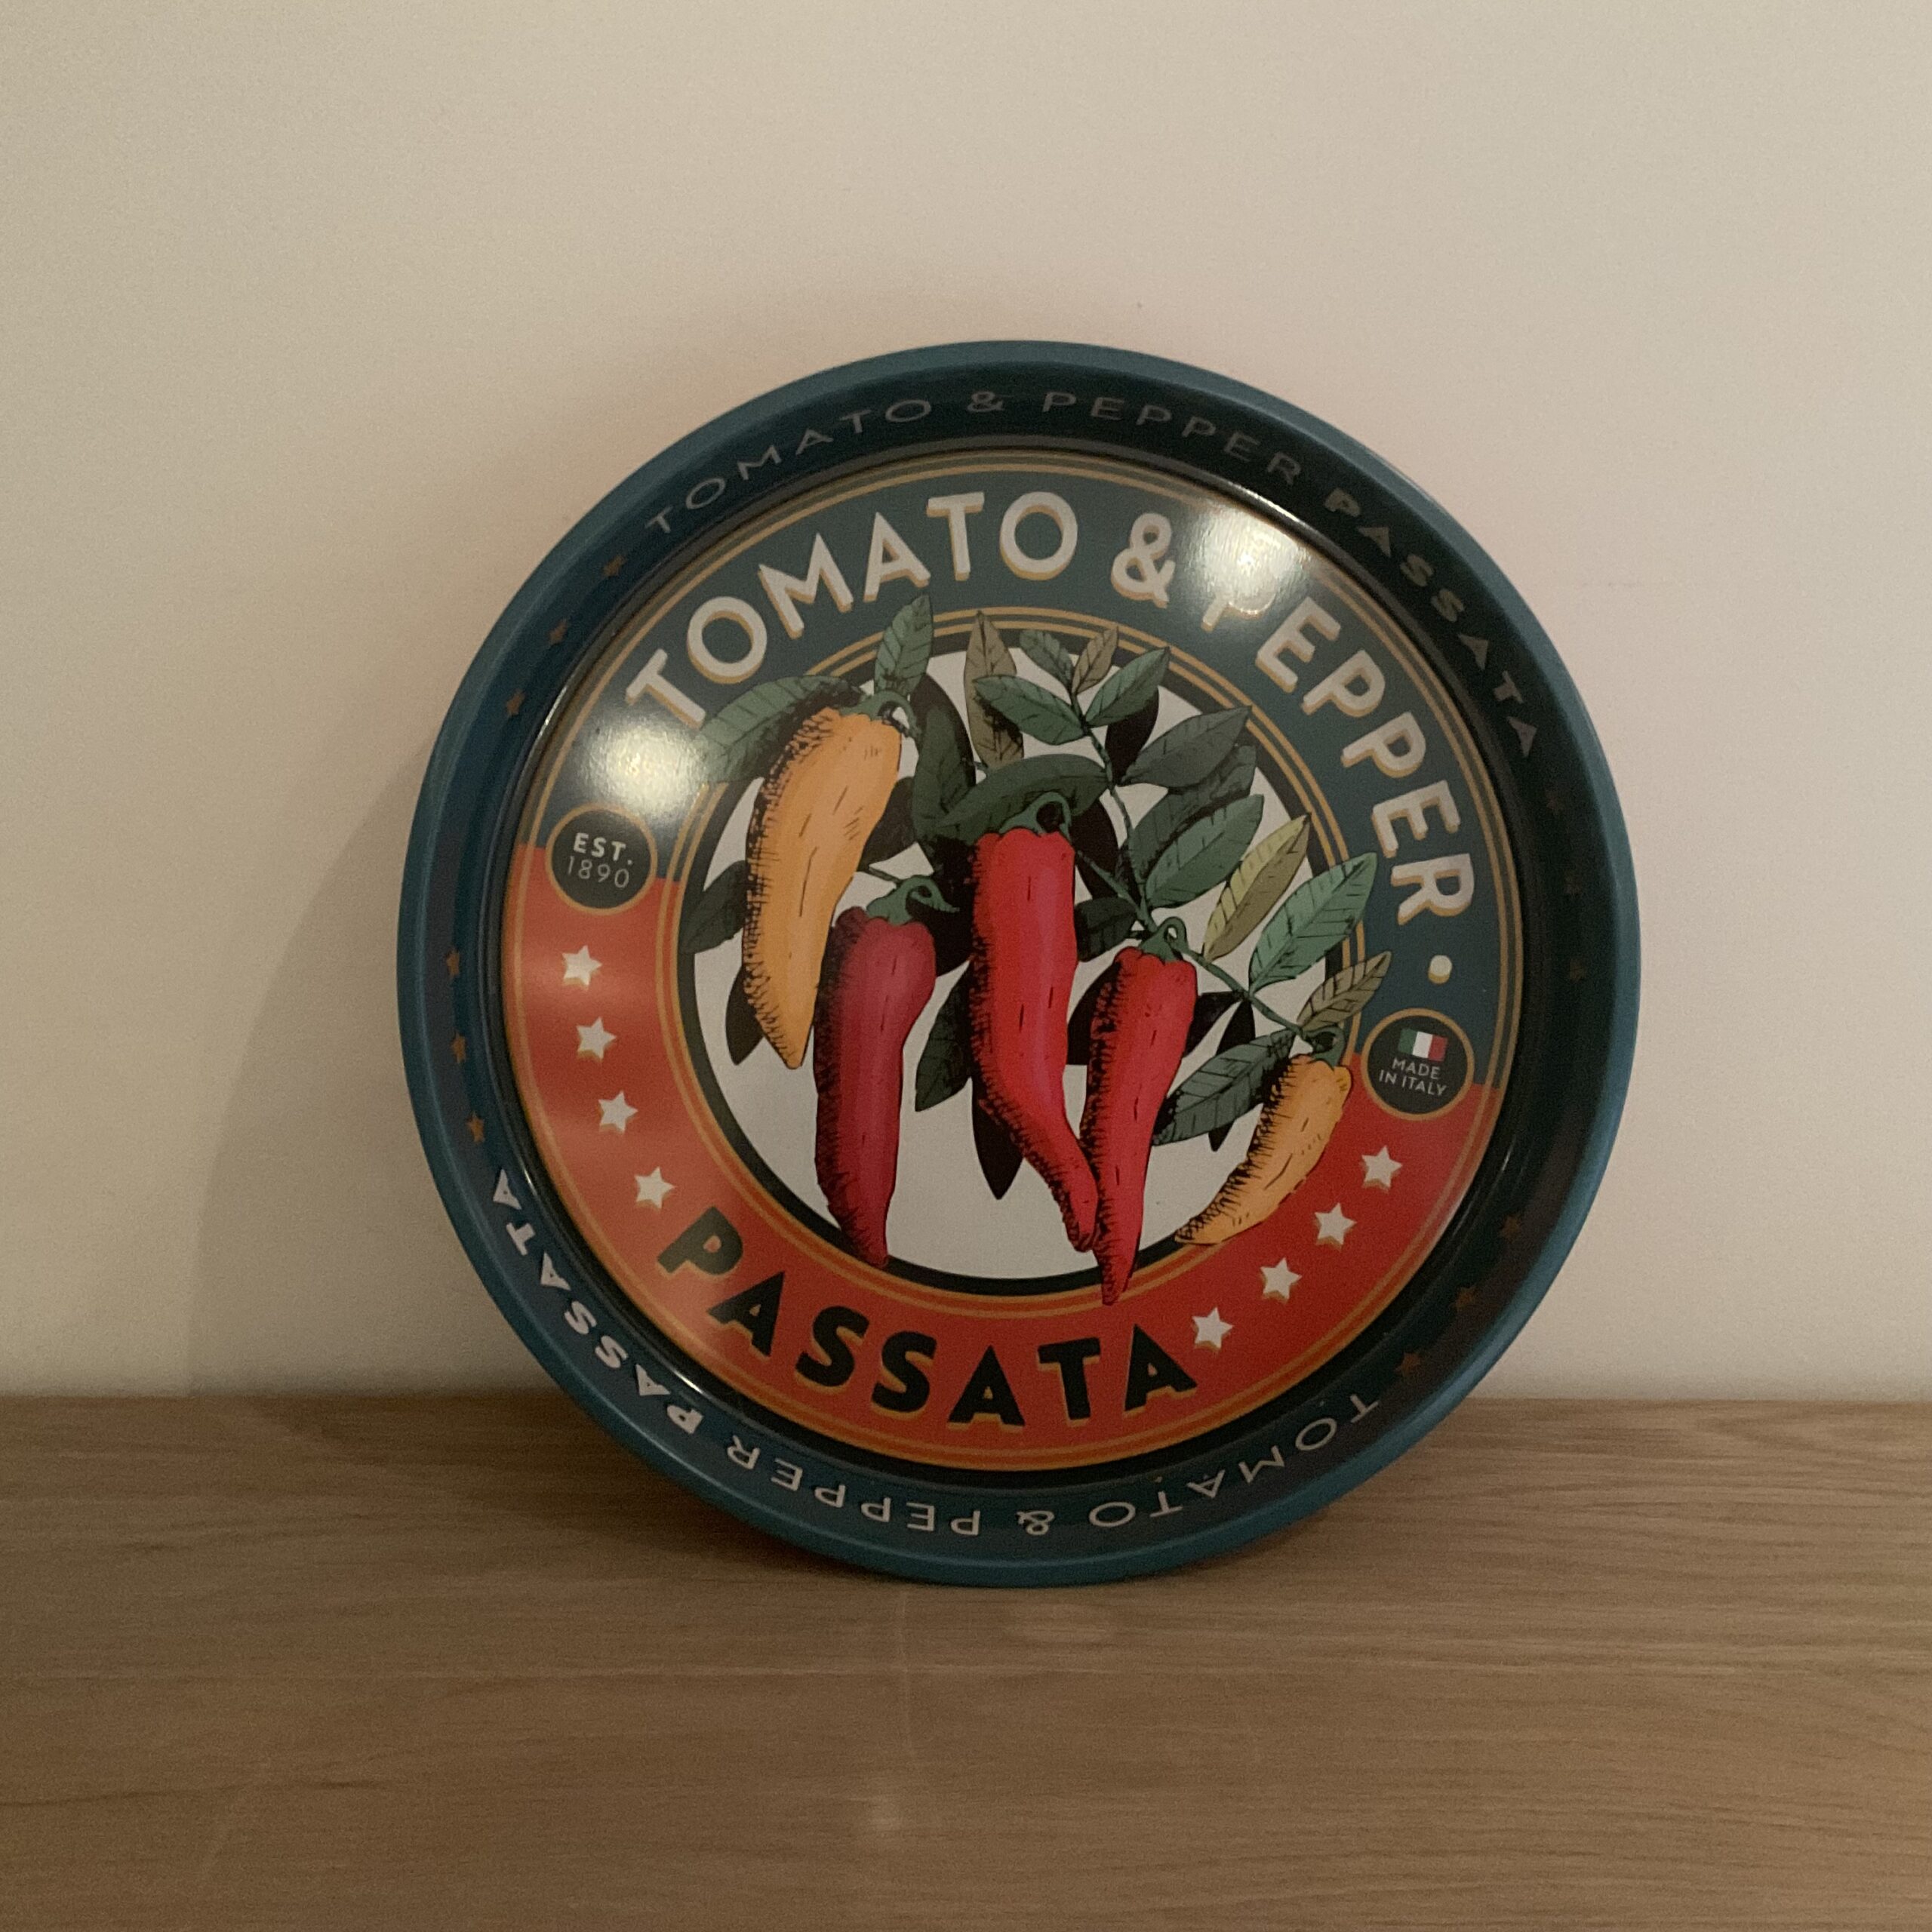 TOMATO & PEPPER PASSATA
TOMATO & PEPPER
EST.
1890
MADE
IN ITALY
PASSATA
TOMATO & PEPPER PASSATA